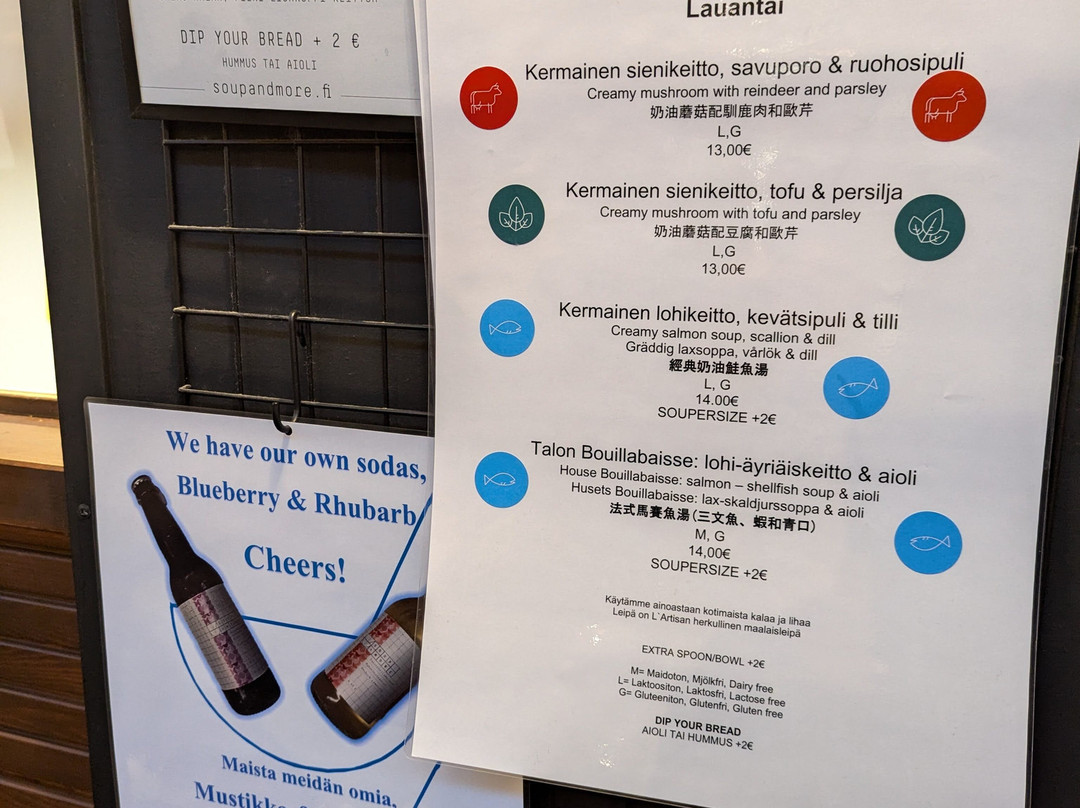 DIP YOUR BREAD + 2 €
HUMMUS TAI AIOLI
soupandmore.fi
Lauantai
Kermainen sienikeitto, savuporo & ruohosipuli
Creamy mushroom with reindeer and parsley
奶油蘑菇配馴鹿肉和歐芹
L,G
13,00€
Kermainen sienikeitto, tofu & persilja
Creamy mushroom with tofu and parsley
奶油蘑菇配豆腐和歐芹
L,G
13,00€
Kermainen lohikeitto, kevätsipuli & tilli
Creamy salmon soup, scallion & dill
Gräddig laxsoppa, vårlök & dill
經典奶油鮭魚湯
L, G
14.00€
SOUPERSIZE +2€
Talon Bouillabaisse: lohi-äyriäiskeitto & aioli
House Bouillabaisse: salmon – shellfish soup & aioli
Husets Bouillabaisse: lax-skaldjurssoppa & aioli
法式馬賽魚湯（三文魚、蝦和青口）
M, G
14,00€
SOUPERSIZE +2€
Käytämme ainoastaan kotimaista kalaa ja lihaa
Leipä on L`Artisan herkullinen maalaisleipä
EXTRA SPOON/BOWL +2€
M= Maidoton, Mjölkfri, Dairy free
L= Laktoositon, Laktosfri, Lactose free
G= Gluteeniton, Glutenfri, Gluten free
DIP YOUR BREAD
AIOLI TAI HUMMUS +2€
We have our own sodas,
Blueberry & Rhubarb
Cheers!
Maista meidän omia,